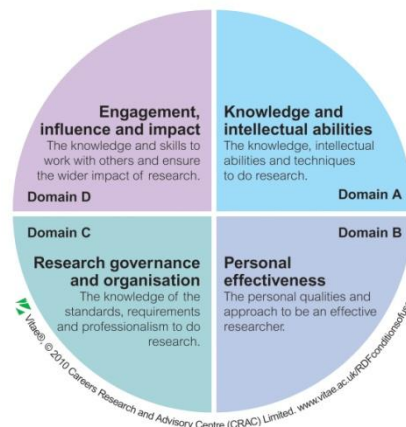 Engagement,
influence and impact
The knowledge and skills to
work with others and ensure
the wider impact of research.
Domain D
Knowledge and
intellectual abilities
The knowledge, intellectual
abilities and techniques
to do research.
Domain A
Domain C
Research governance
and organisation
The knowledge of the
standards, requirements
and professionalism to do
research.
Domain B
Personal
effectiveness
The personal qualities and
approach to be an effective
researcher.
Vitae®, © 2010 Careers Research and Advisory Centre (CRAC) Limited. www.vitae.ac.uk/RDFconditionsofuse